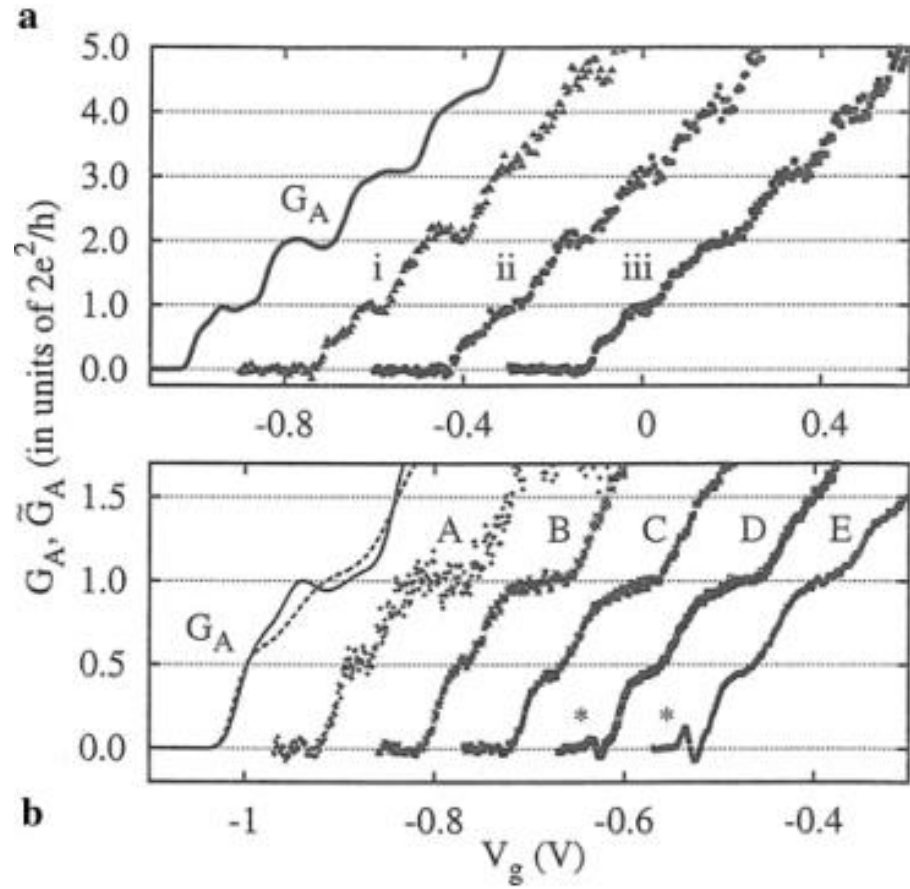 a
5.0
4.0
3.0
2.0
1.0
0.0
G_A
i
ii
iii
-0.8
-0.4
0
0.4
G_A, G̃_A (in units of 2e²/h)
1.5
1.0
0.5
0.0
G_A
A
B
C
D
E
*
*
b
-1
-0.8
-0.6
-0.4
V_g (V)